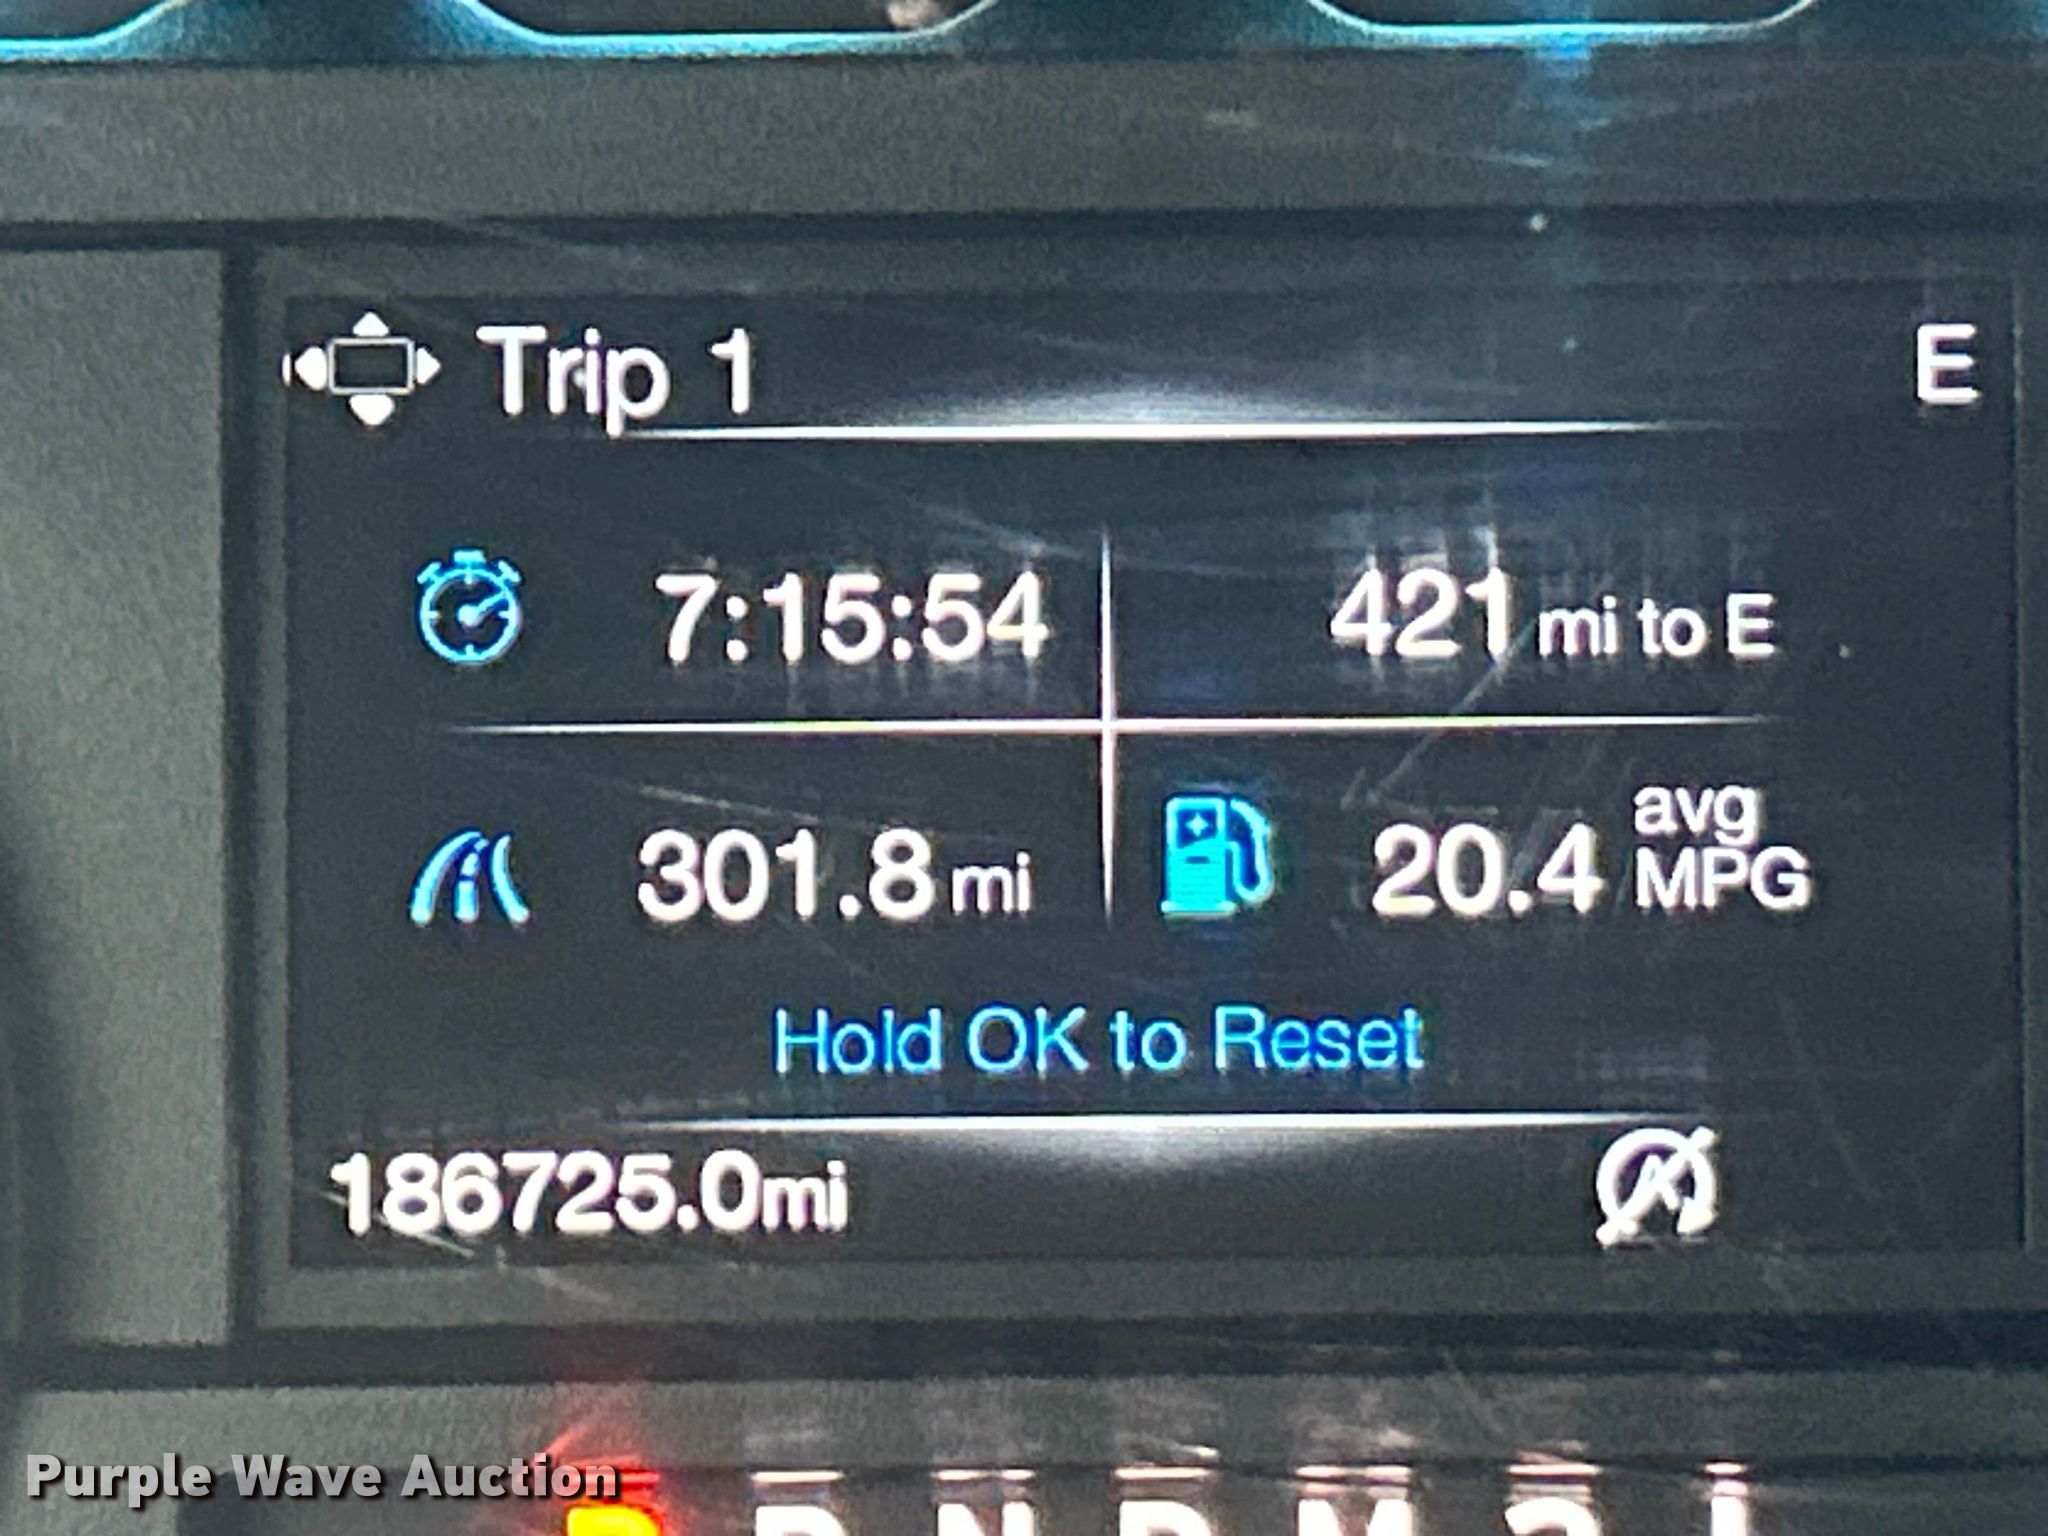 Trip 1 E
7:15:54 421 mi to E
301.8 mi 20.4 avg MPG
Hold OK to Reset
186725.0mi
Purple Wave Auction